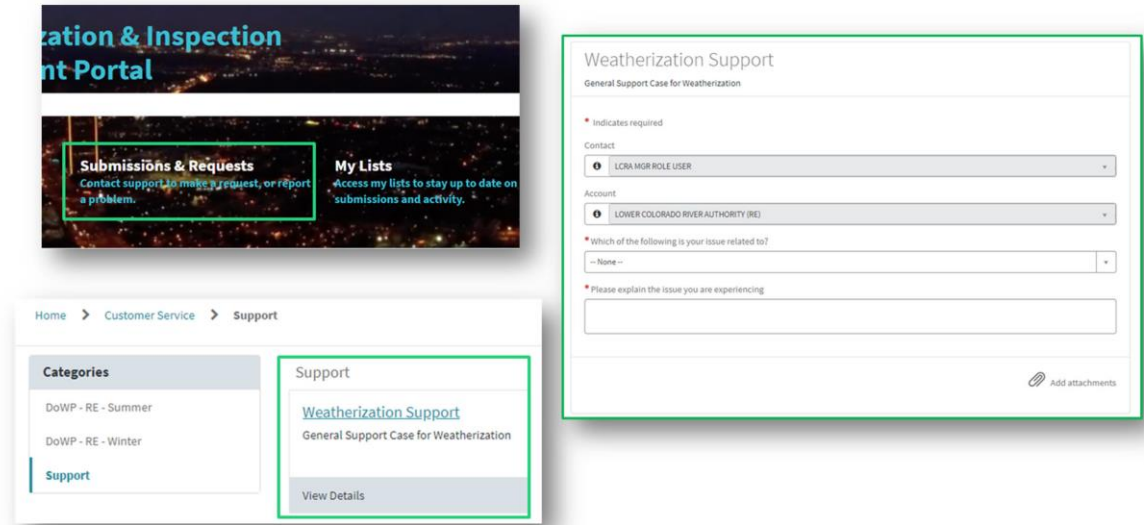 zation & Inspection
nt Portal
Submissions & Requests
Contact support to make a request, or report
a problem.
My Lists
Access my lists to stay up to date on
submissions and activity.
Home > Customer Service > Support
Categories
DoWP - RE - Summer
DoWP - RE - Winter
Support
Support
Weatherization Support
General Support Case for Weatherization
View Details
Weatherization Support
General Support Case for Weatherization
* Indicates required
Contact
LCRA MGR ROLE USER
Account
LOWER COLORADO RIVER AUTHORITY (RE)
* Which of the following is your issue related to?
-- None --
* Please explain the issue you are experiencing
Add attachments